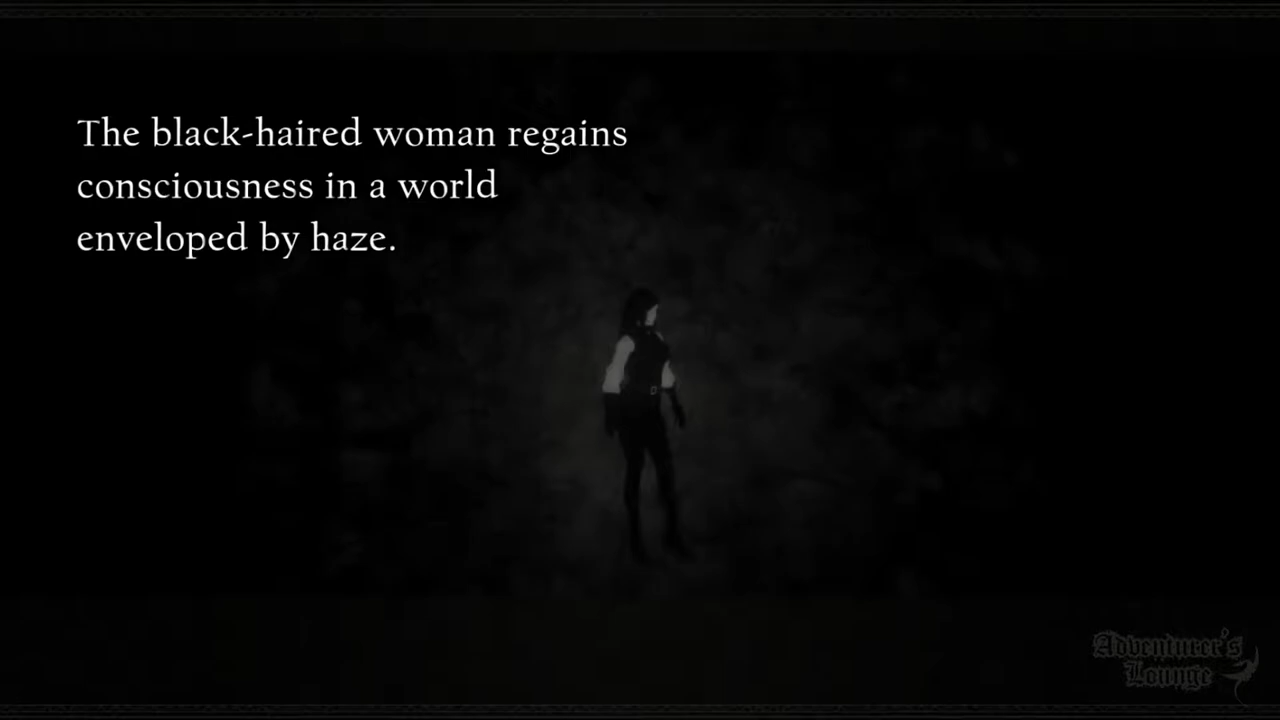 The black-haired woman regains
consciousness in a world
enveloped by haze.
Adventurer's
Lounge